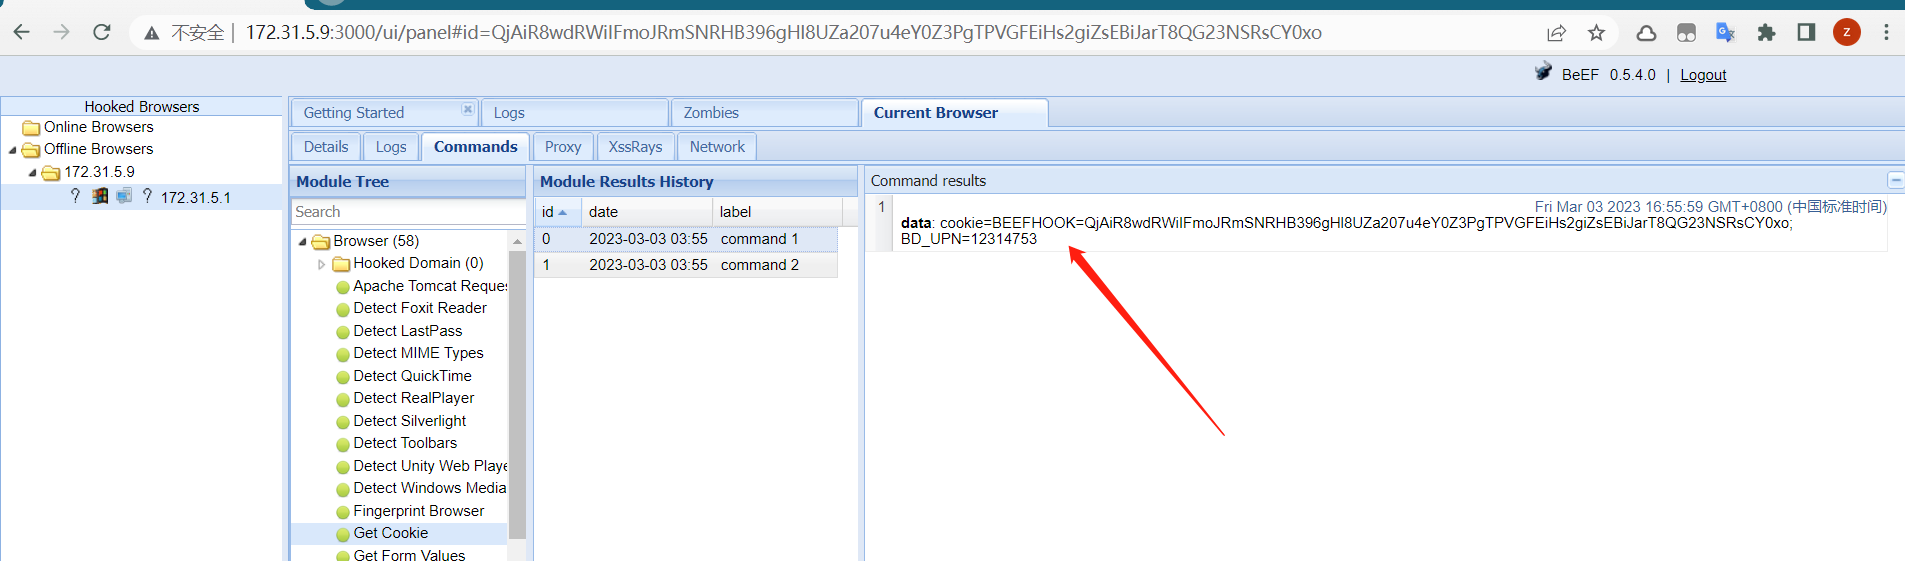 不安全 | 172.31.5.9:3000/ui/panel#id=QjAiR8wdRWiIFmoJRmSNRHB396gHI8UZa207u4eY0Z3PgTPVGFEiHs2giZsEBiJarT8QG23NSRsCY0xo
z
BeEF 0.5.4.0 | Logout
Hooked Browsers
Online Browsers
Offline Browsers
172.31.5.9
? ? 172.31.5.1
Getting Started
Logs
Zombies
Current Browser
Details
Logs
Commands
Proxy
XssRays
Network
Module Tree
Search
Browser (58)
Hooked Domain (0)
Apache Tomcat Reques
Detect Foxit Reader
Detect LastPass
Detect MIME Types
Detect QuickTime
Detect RealPlayer
Detect Silverlight
Detect Toolbars
Detect Unity Web Playe
Detect Windows Media
Fingerprint Browser
Get Cookie
Get Form Values
Module Results History
id date label
0 2023-03-03 03:55 command 1
1 2023-03-03 03:55 command 2
Command results
1
Fri Mar 03 2023 16:55:59 GMT+0800 (中国标准时间)
data: cookie=BEEFHOOK=QjAiR8wdRWiIFmoJRmSNRHB396gHI8UZa207u4eY0Z3PgTPVGFEiHs2giZsEBiJarT8QG23NSRsCY0xo;
BD_UPN=12314753